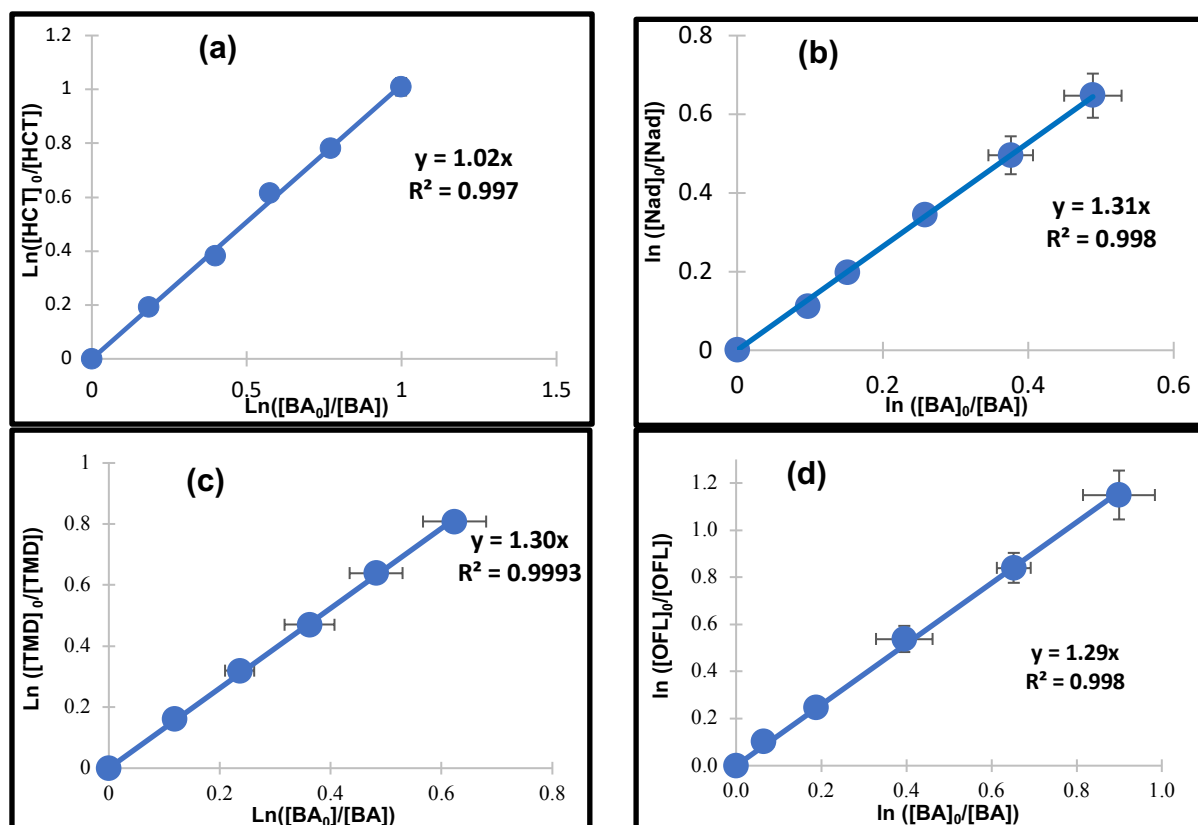 (a)
1.2
1
0.8
0.6
0.4
0.2
0
Ln([HCT] ₀/[HCT])
y = 1.02x
R² = 0.997
0
0.5
1
1.5
Ln([BA₀]/[BA])
(b)
0.8
0.6
0.4
0.2
0
ln ([Nad]₀/[Nad])
y = 1.31x
R² = 0.998
0
0.2
0.4
0.6
ln ([BA]₀/[BA])
(c)
1
0.8
0.6
0.4
0.2
0
Ln ([TMD] ₀/[TMD])
y = 1.30x
R² = 0.9993
0
0.2
0.4
0.6
0.8
Ln([BA₀]/[BA])
(d)
1.2
1.0
0.8
0.6
0.4
0.2
0.0
ln ([OFL]₀/[OFL])
y = 1.29x
R² = 0.998
0.0
0.2
0.4
0.6
0.8
1.0
ln ([BA]₀/[BA])